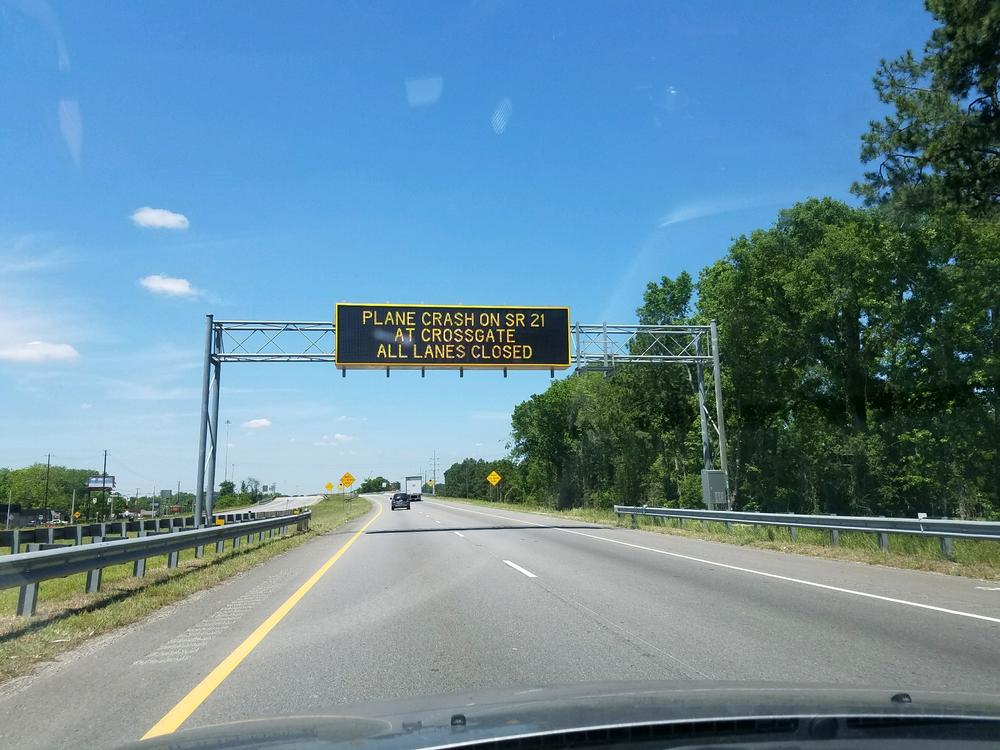 PLANE CRASH ON SR 21
AT CROSSGATE
ALL LANES CLOSED